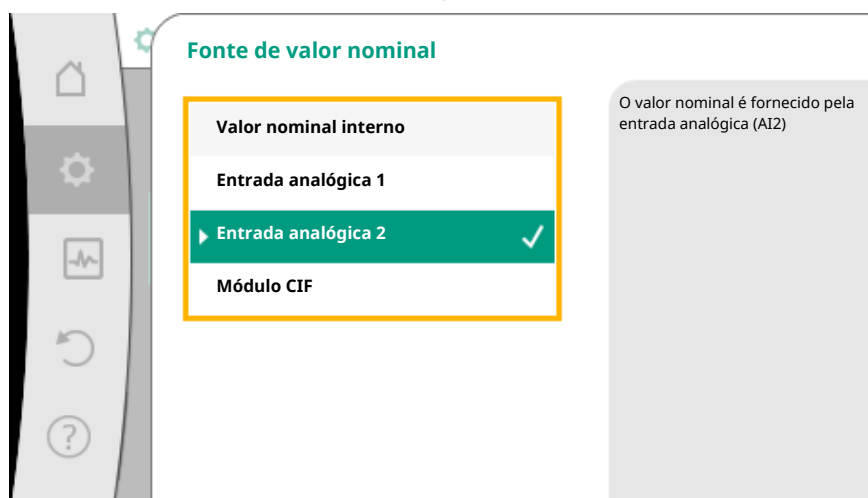 Fonte de valor nominal
Valor nominal interno
Entrada analógica 1
Entrada analógica 2
Módulo CIF
O valor nominal é fornecido pela
entrada analógica (AI2)
?